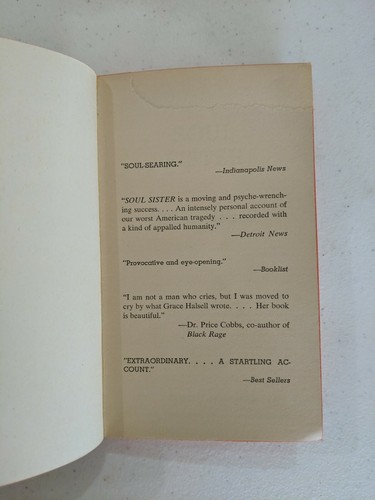 "SOUL-SEARING."
—Indianapolis News
"SOUL SISTER is a moving and psyche-wrench-
ing success. . . . An intensely personal account of
our worst American tragedy . . . recorded with
a kind of appalled humanity."
—Detroit News
"Provocative and eye-opening."
—Booklist
"I am not a man who cries, but I was moved to
cry by what Grace Halsell wrote. . . . Her book
is beautiful."
—Dr. Price Cobbs, co-author of
Black Rage
"EXTRAORDINARY. . . . A STARTLING AC-
COUNT."
—Best Sellers